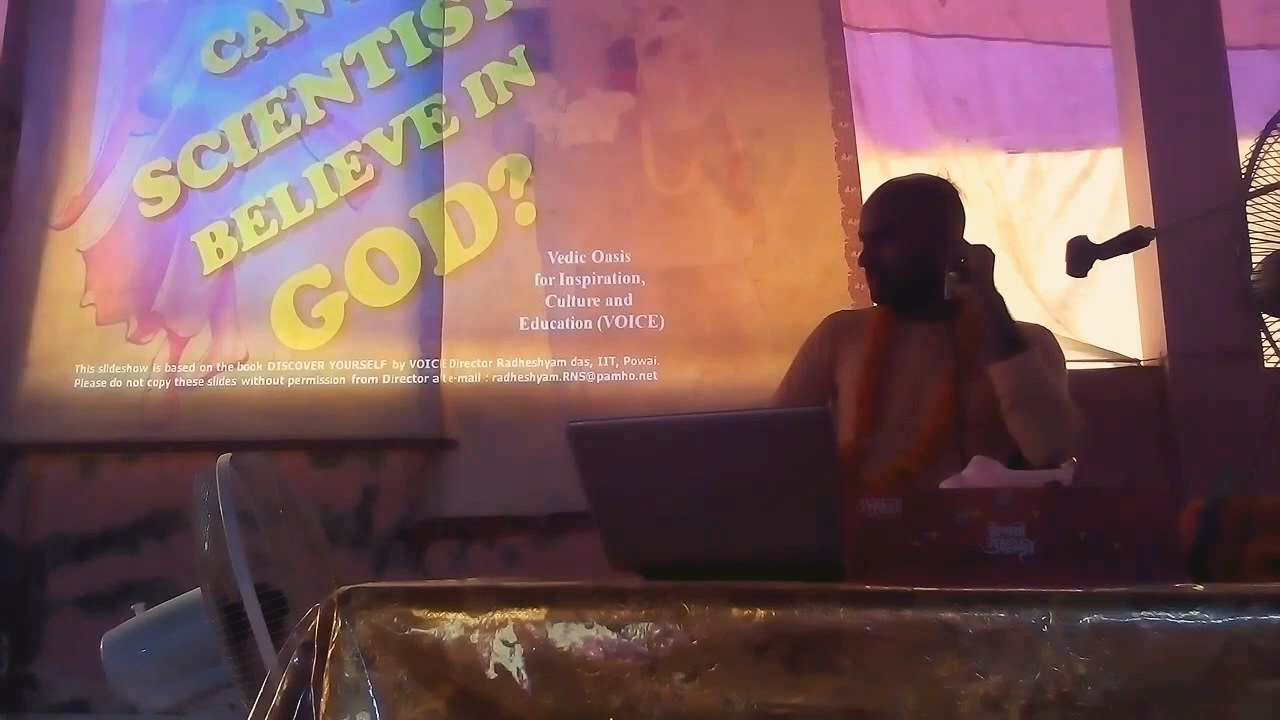 CAN
SCIENTIST
BELIEVE IN
GOD?
Vedic Oasis
for Inspiration,
Culture and
Education (VOICE)
This slideshow is based on the book DISCOVER YOURSELF by VOICE Director Radheshyam das, IIT, Powai.
Please do not copy these slides without permission from Director at e-mail : radheshyam.RNS@pamho.net